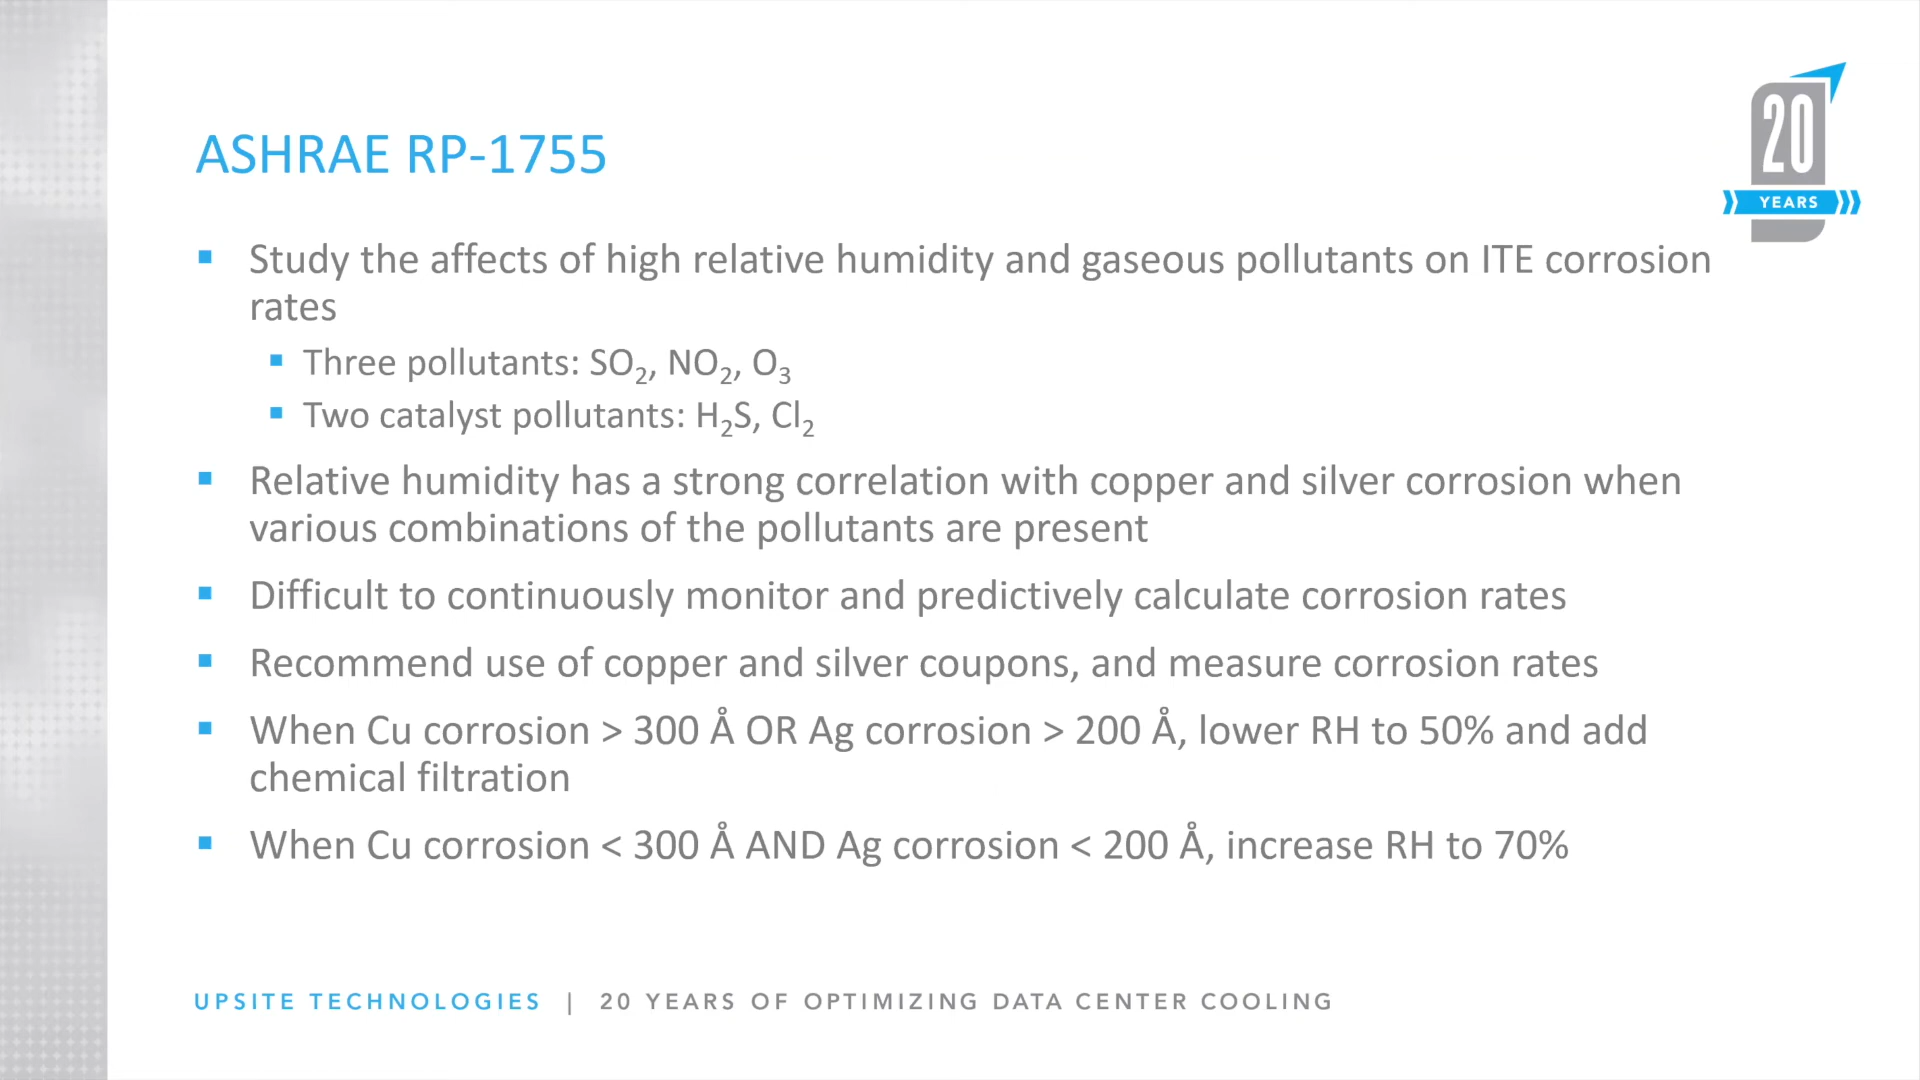 ASHRAE RP-1755
20
YEARS
Study the affects of high relative humidity and gaseous pollutants on ITE corrosion
rates
Three pollutants: SO₂, NO₂, O₃
Two catalyst pollutants: H₂S, Cl₂
Relative humidity has a strong correlation with copper and silver corrosion when
various combinations of the pollutants are present
Difficult to continuously monitor and predictively calculate corrosion rates
Recommend use of copper and silver coupons, and measure corrosion rates
When Cu corrosion > 300 Å OR Ag corrosion > 200 Å, lower RH to 50% and add
chemical filtration
When Cu corrosion < 300 Å AND Ag corrosion < 200 Å, increase RH to 70%
UPSITE TECHNOLOGIES | 20 YEARS OF OPTIMIZING DATA CENTER COOLING